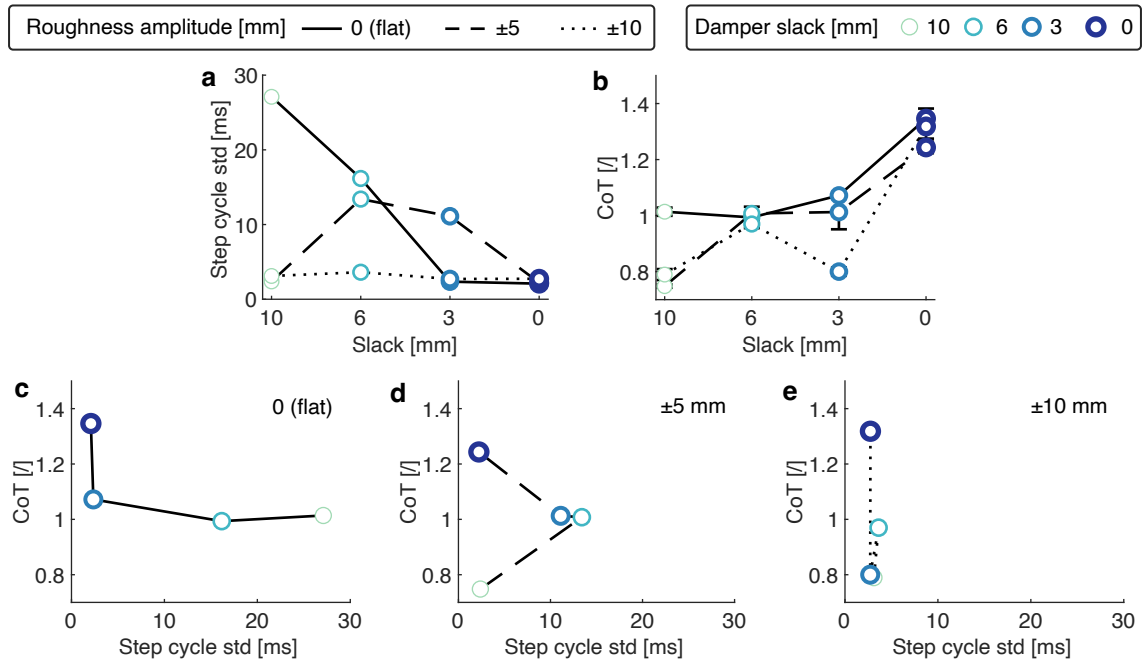 Roughness amplitude [mm] 0 (flat) ±5 ±10
Damper slack [mm] 10 6 3 0
a
30
20
10
0
Step cycle std [ms]
10 6 3 0
Slack [mm]
b
1.4
1.2
1
0.8
CoT [/]
10 6 3 0
Slack [mm]
c
0 (flat)
1.4
1.2
1
0.8
CoT [/]
0 10 20 30
Step cycle std [ms]
d
±5 mm
1.4
1.2
1
0.8
CoT [/]
0 10 20 30
Step cycle std [ms]
e
±10 mm
1.4
1.2
1
0.8
CoT [/]
0 10 20 30
Step cycle std [ms]